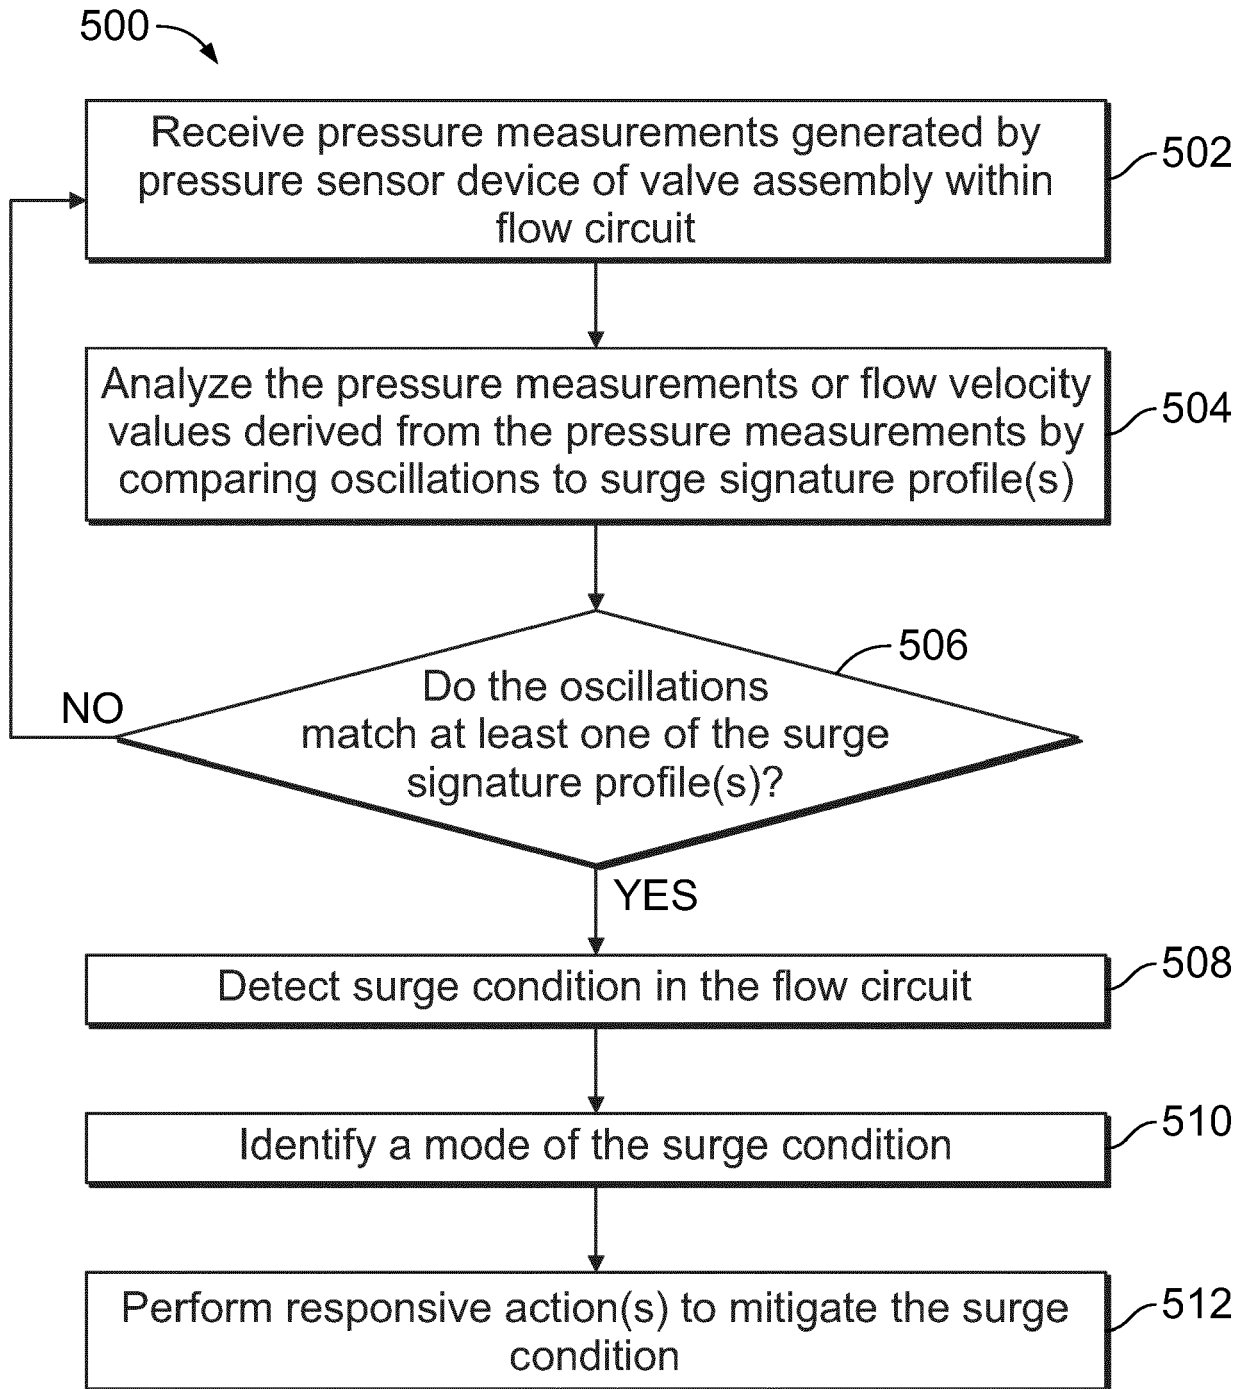 500
Receive pressure measurements generated by
pressure sensor device of valve assembly within
flow circuit
502
Analyze the pressure measurements or flow velocity
values derived from the pressure measurements by
comparing oscillations to surge signature profile(s)
504
506
Do the oscillations
match at least one of the surge
signature profile(s)?
NO
YES
Detect surge condition in the flow circuit
508
Identify a mode of the surge condition
510
Perform responsive action(s) to mitigate the surge
condition
512